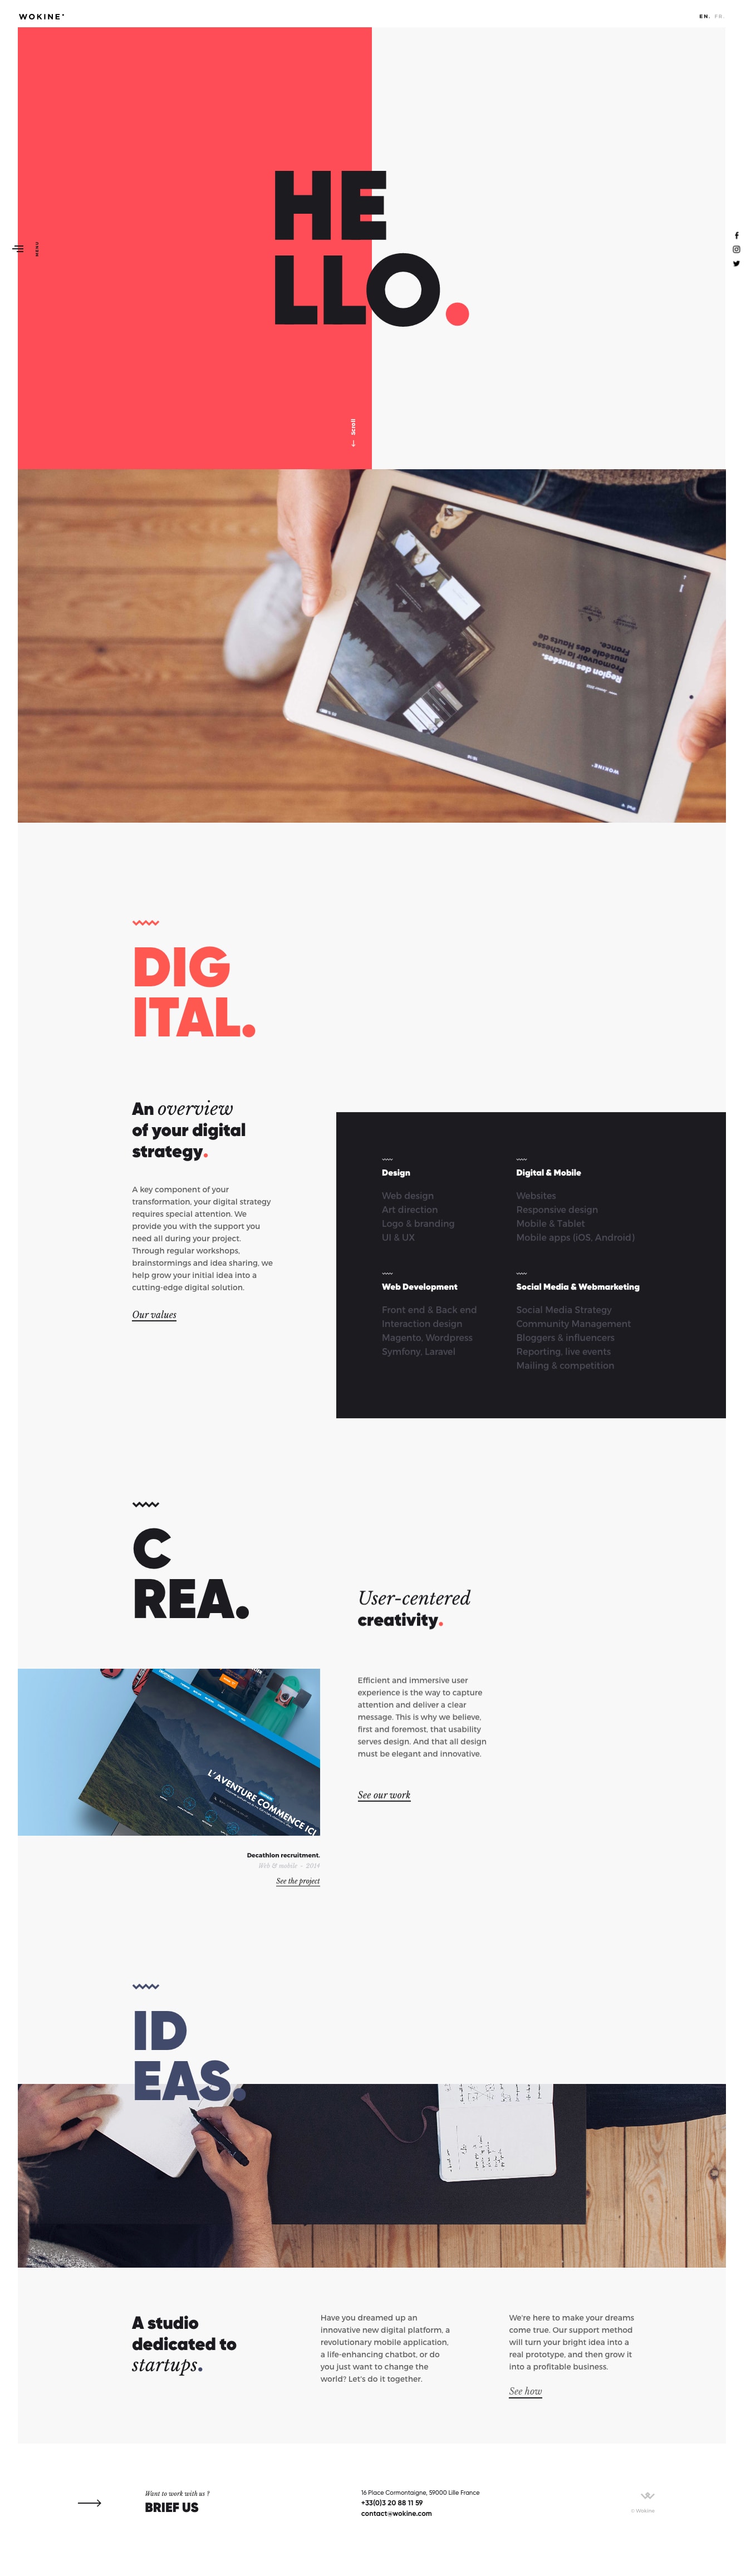 WOKINE
EN. FR.
MENU
HE
LLO.
Scroll
Region des musées.
Promouvoir la richesse
muséale des Hauts de
France.
WOKINE
iPad
DIG
ITAL.
An overview
of your digital
strategy.
A key component of your
transformation, your digital strategy
requires special attention. We
provide you with the support you
need all during your project.
Through regular workshops,
brainstormings and idea sharing, we
help grow your initial idea into a
cutting-edge digital solution.
Our values
Design
Web design
Art direction
Logo & branding
UI & UX
Digital & Mobile
Websites
Responsive design
Mobile & Tablet
Mobile apps (iOS, Android)
Web Development
Front end & Back end
Interaction design
Magento, Wordpress
Symfony, Laravel
Social Media & Webmarketing
Social Media Strategy
Community Management
Bloggers & influencers
Reporting, live events
Mailing & competition
C
REA.
User-centered
creativity.
Efficient and immersive user
experience is the way to capture
attention and deliver a clear
message. This is why we believe,
first and foremost, that usability
serves design. And that all design
must be elegant and innovative.
See our work
L'AVENTURE COMMENCE ICI
Decathlon recruitment.
Web & mobile - 2014
See the project
ID
EAS.
A studio
dedicated to
startups.
Have you dreamed up an
innovative new digital platform, a
revolutionary mobile application,
a life-enhancing chatbot, or do
you just want to change the
world? Let's do it together.
We're here to make your dreams
come true. Our support method
will turn your bright idea into a
real prototype, and then grow it
into a profitable business.
See how
Want to work with us ?
BRIEF US
16 Place Cormontaigne, 59000 Lille France
+33(0)3 20 88 11 59
contact@wokine.com
© Wokine